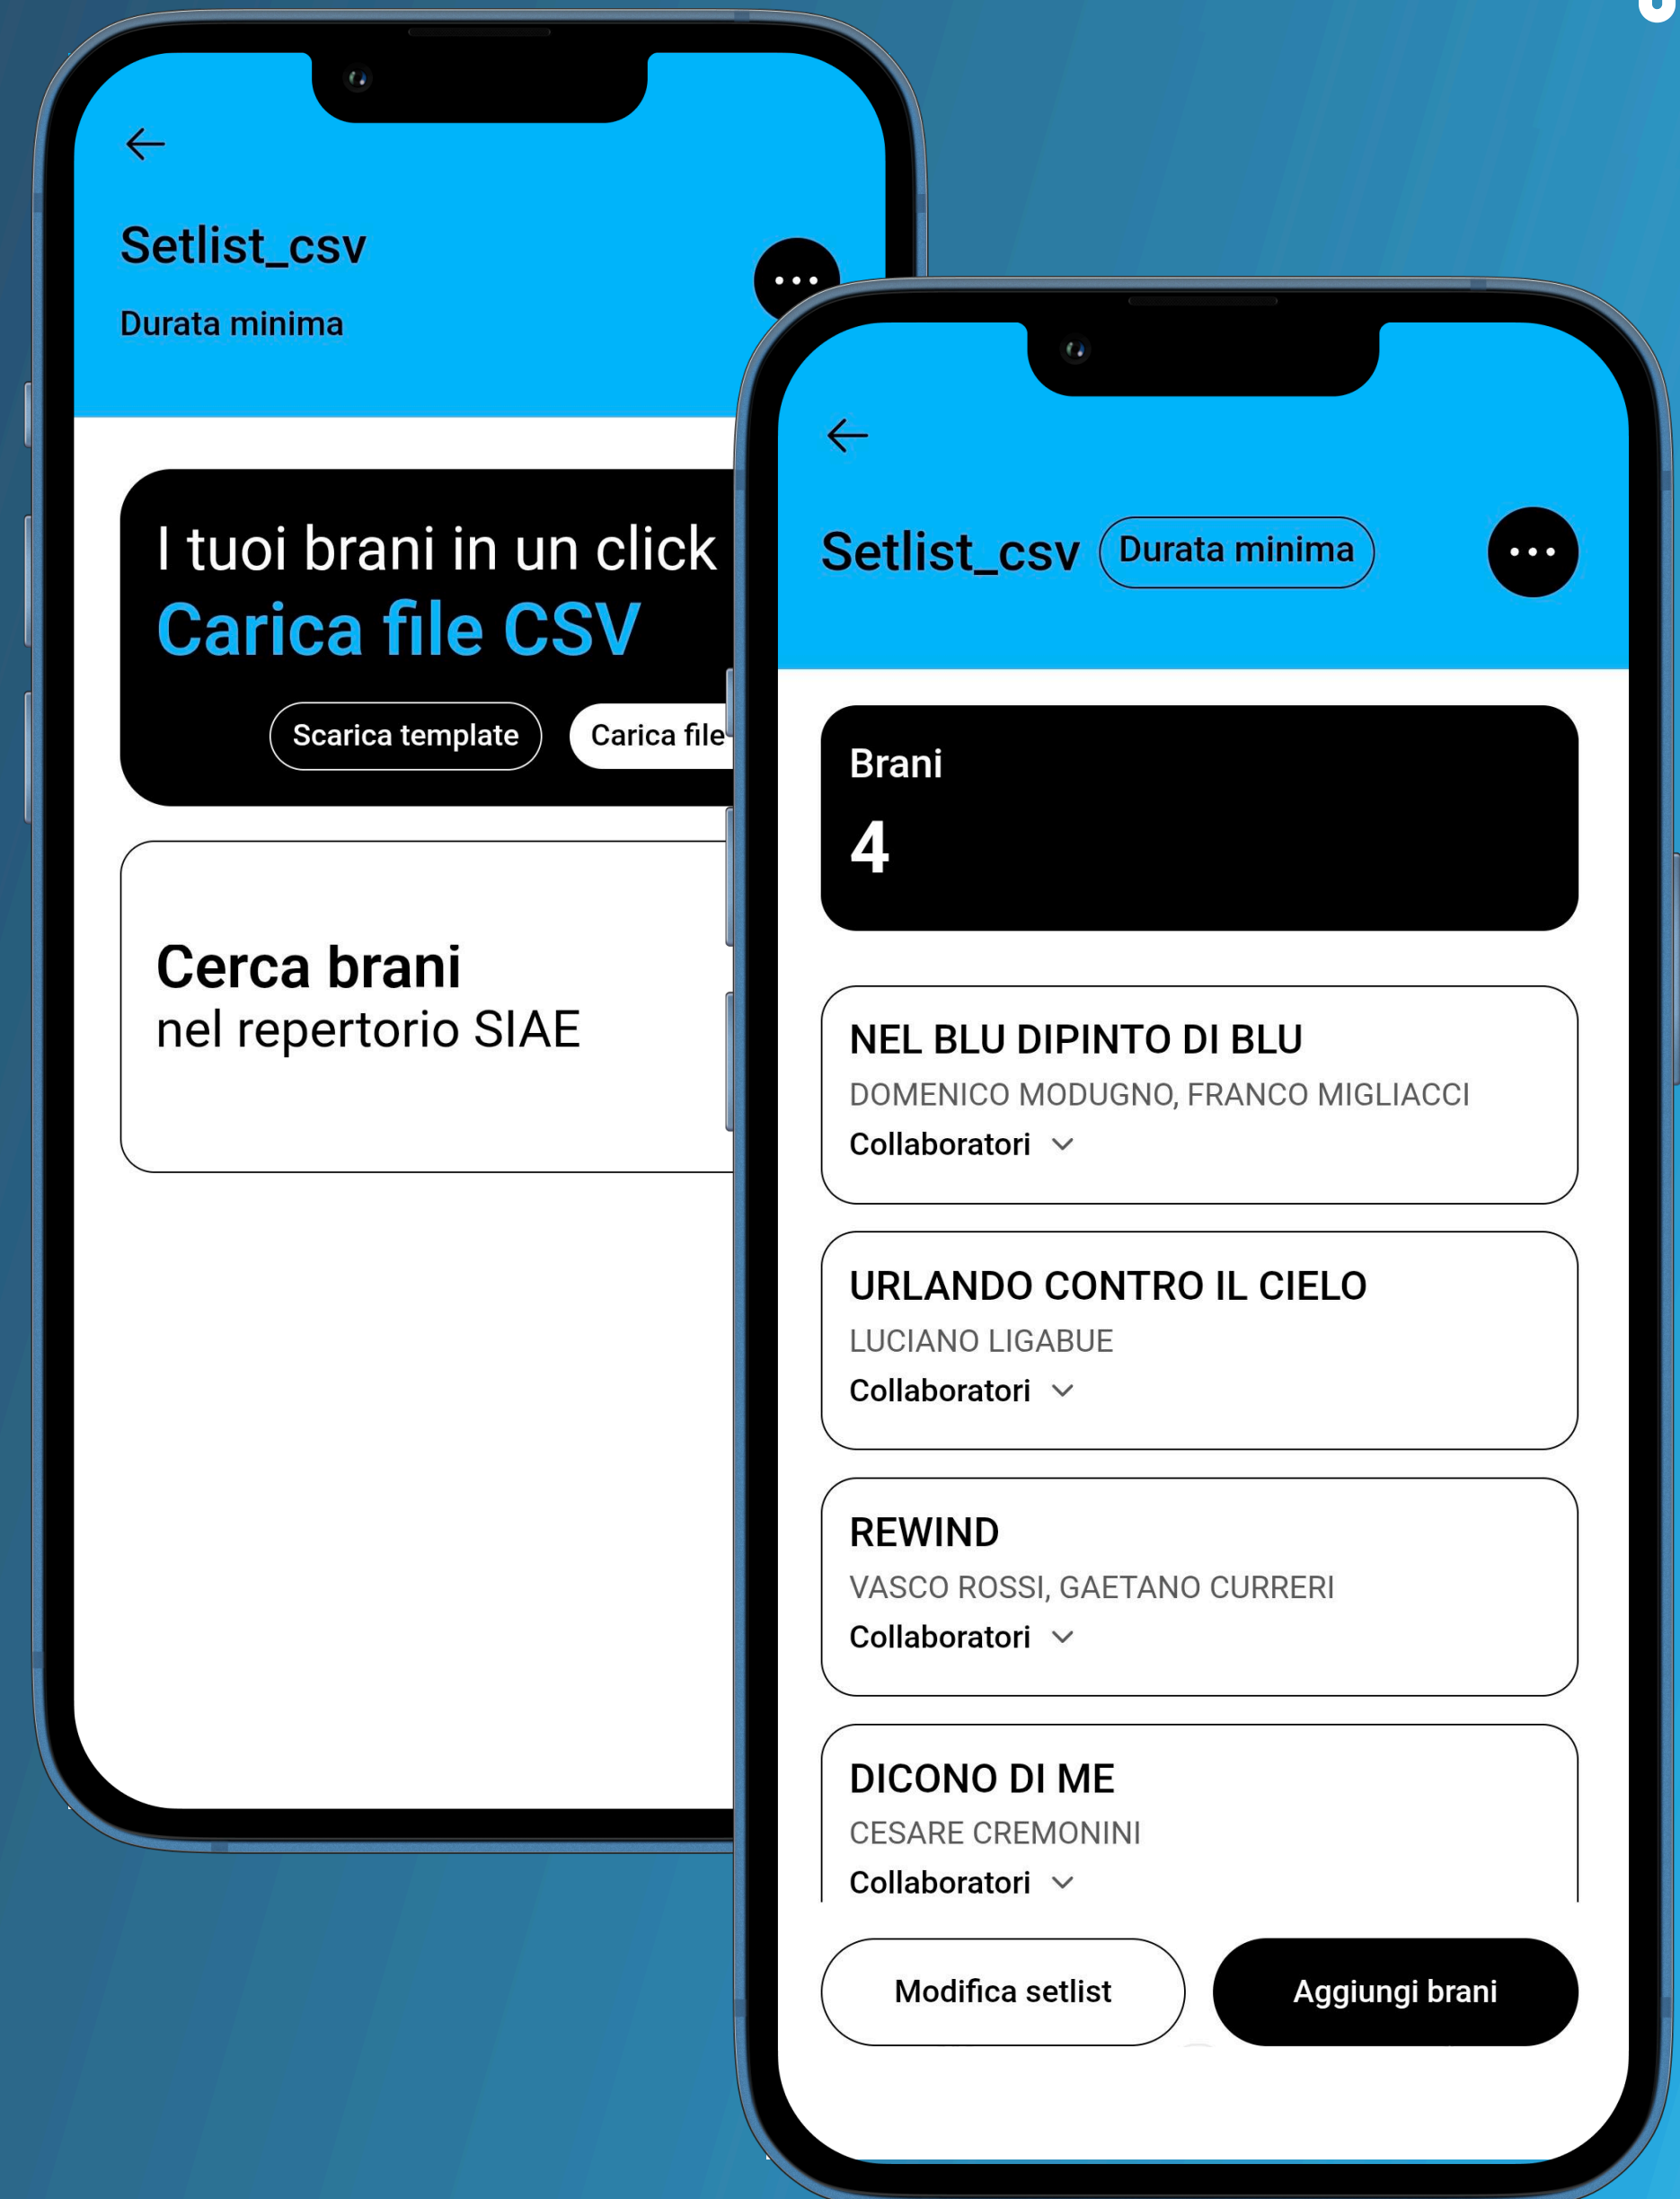 Setlist_csv
Durata minima
I tuoi brani in un click
Carica file CSV
Scarica template
Carica file
Cerca brani
nel repertorio SIAE
Setlist_csv
Durata minima
Brani
4
NEL BLU DIPINTO DI BLU
DOMENICO MODUGNO, FRANCO MIGLIACCI
Collaboratori
URLANDO CONTRO IL CIELO
LUCIANO LIGABUE
Collaboratori
REWIND
VASCO ROSSI, GAETANO CURRERI
Collaboratori
DICONO DI ME
CESARE CREMONINI
Collaboratori
Modifica setlist
Aggiungi brani